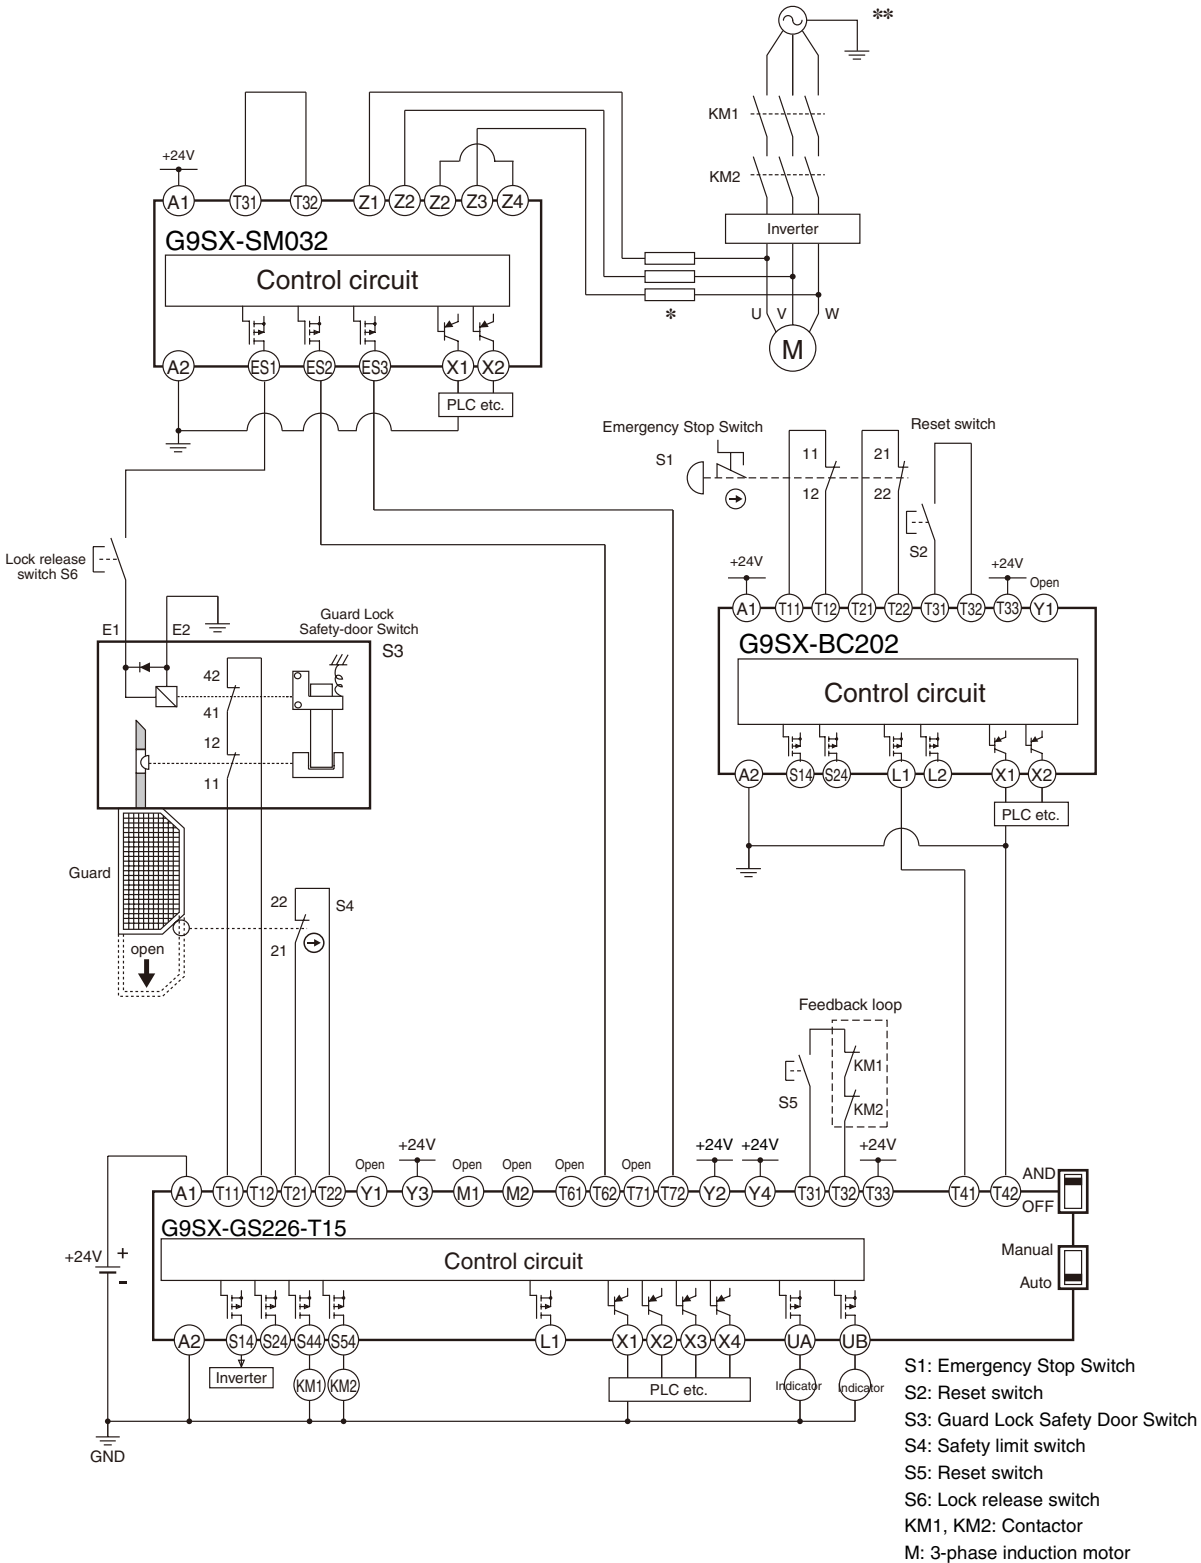 **
KM1
KM2
Inverter
+24V
A1 T31 T32 Z1 Z2 Z2 Z3 Z4
G9SX-SM032
Control circuit
*
U V W
M
A2 ES1 ES2 ES3 X1 X2
PLC etc.
Emergency Stop Switch
S1
11
12
21
22
Reset switch
S2
Lock release
switch S6
+24V
+24V
Open
A1 T11 T12 T21 T22 T31 T32 T33 Y1
G9SX-BC202
Control circuit
A2 S14 S24 L1 L2 X1 X2
PLC etc.
E1 E2
Guard Lock
Safety-door Switch
S3
42
41
12
11
Guard
open
22
21
S4
Feedback loop
KM1
KM2
S5
Open
+24V
Open
Open
Open
Open
+24V
+24V
+24V
A1 T11 T12 T21 T22 Y1 Y3 M1 M2 T61 T62 T71 T72 Y2 Y4 T31 T32 T33 T41 T42
AND
OFF
G9SX-GS226-T15
Control circuit
Manual
Auto
+24V
+
-
A2 S14 S24 S44 S54 L1 X1 X2 X3 X4 UA UB
Inverter
KM1 KM2
PLC etc.
Indicator
Indicator
GND
S1: Emergency Stop Switch
S2: Reset switch
S3: Guard Lock Safety Door Switch
S4: Safety limit switch
S5: Reset switch
S6: Lock release switch
KM1, KM2: Contactor
M: 3-phase induction motor